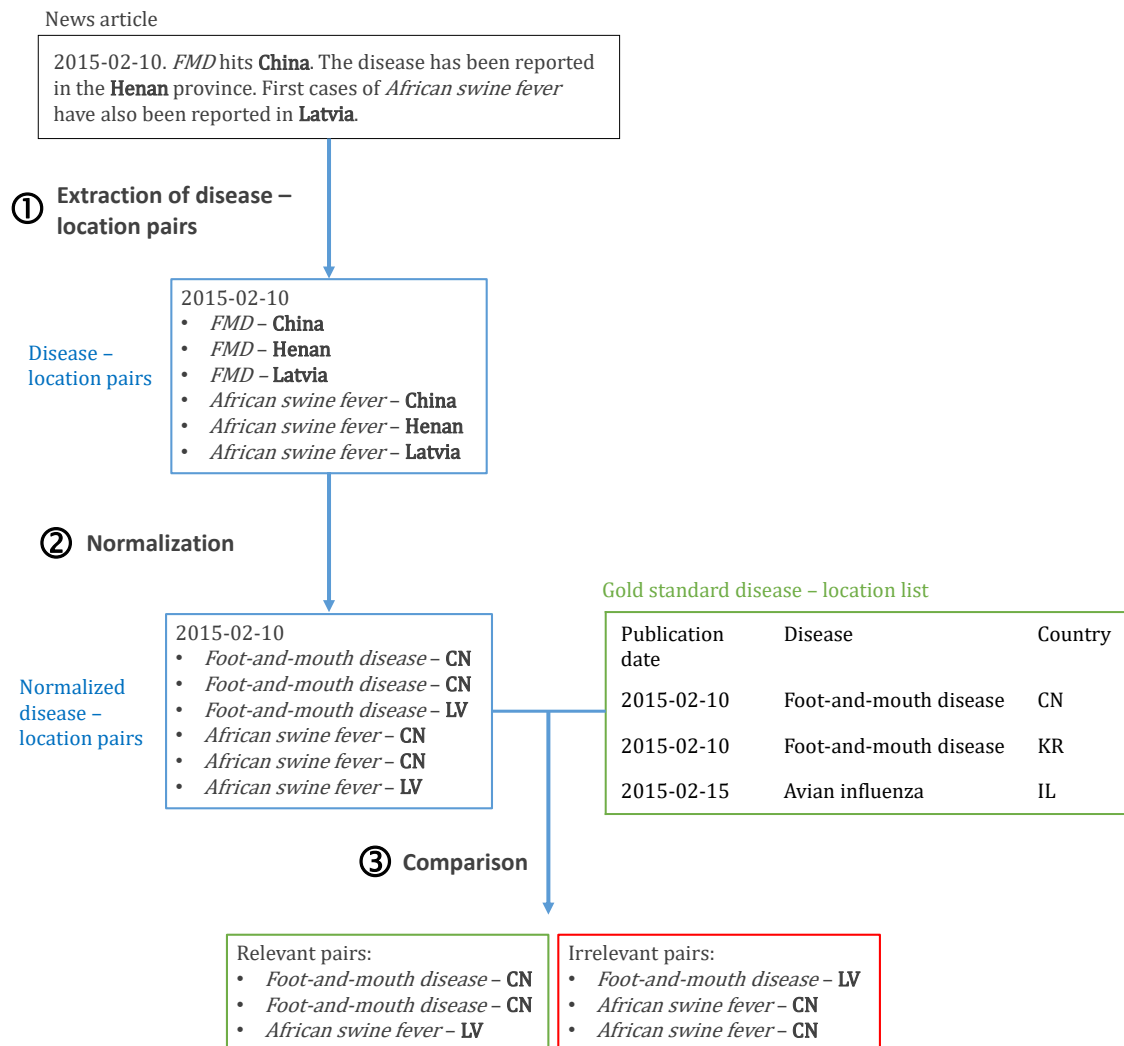 News article
2015-02-10. FMD hits China. The disease has been reported
in the Henan province. First cases of African swine fever
have also been reported in Latvia.
① Extraction of disease –
location pairs
Disease –
location pairs
2015-02-10
• FMD – China
• FMD – Henan
• FMD – Latvia
• African swine fever – China
• African swine fever – Henan
• African swine fever – Latvia
② Normalization
Normalized
disease –
location pairs
2015-02-10
• Foot-and-mouth disease – CN
• Foot-and-mouth disease – CN
• Foot-and-mouth disease – LV
• African swine fever – CN
• African swine fever – CN
• African swine fever – LV
Gold standard disease – location list
Publication date Disease Country
2015-02-10 Foot-and-mouth disease CN
2015-02-10 Foot-and-mouth disease KR
2015-02-15 Avian influenza IL
③ Comparison
Relevant pairs:
• Foot-and-mouth disease – CN
• Foot-and-mouth disease – CN
• African swine fever – LV
Irrelevant pairs:
• Foot-and-mouth disease – LV
• African swine fever – CN
• African swine fever – CN